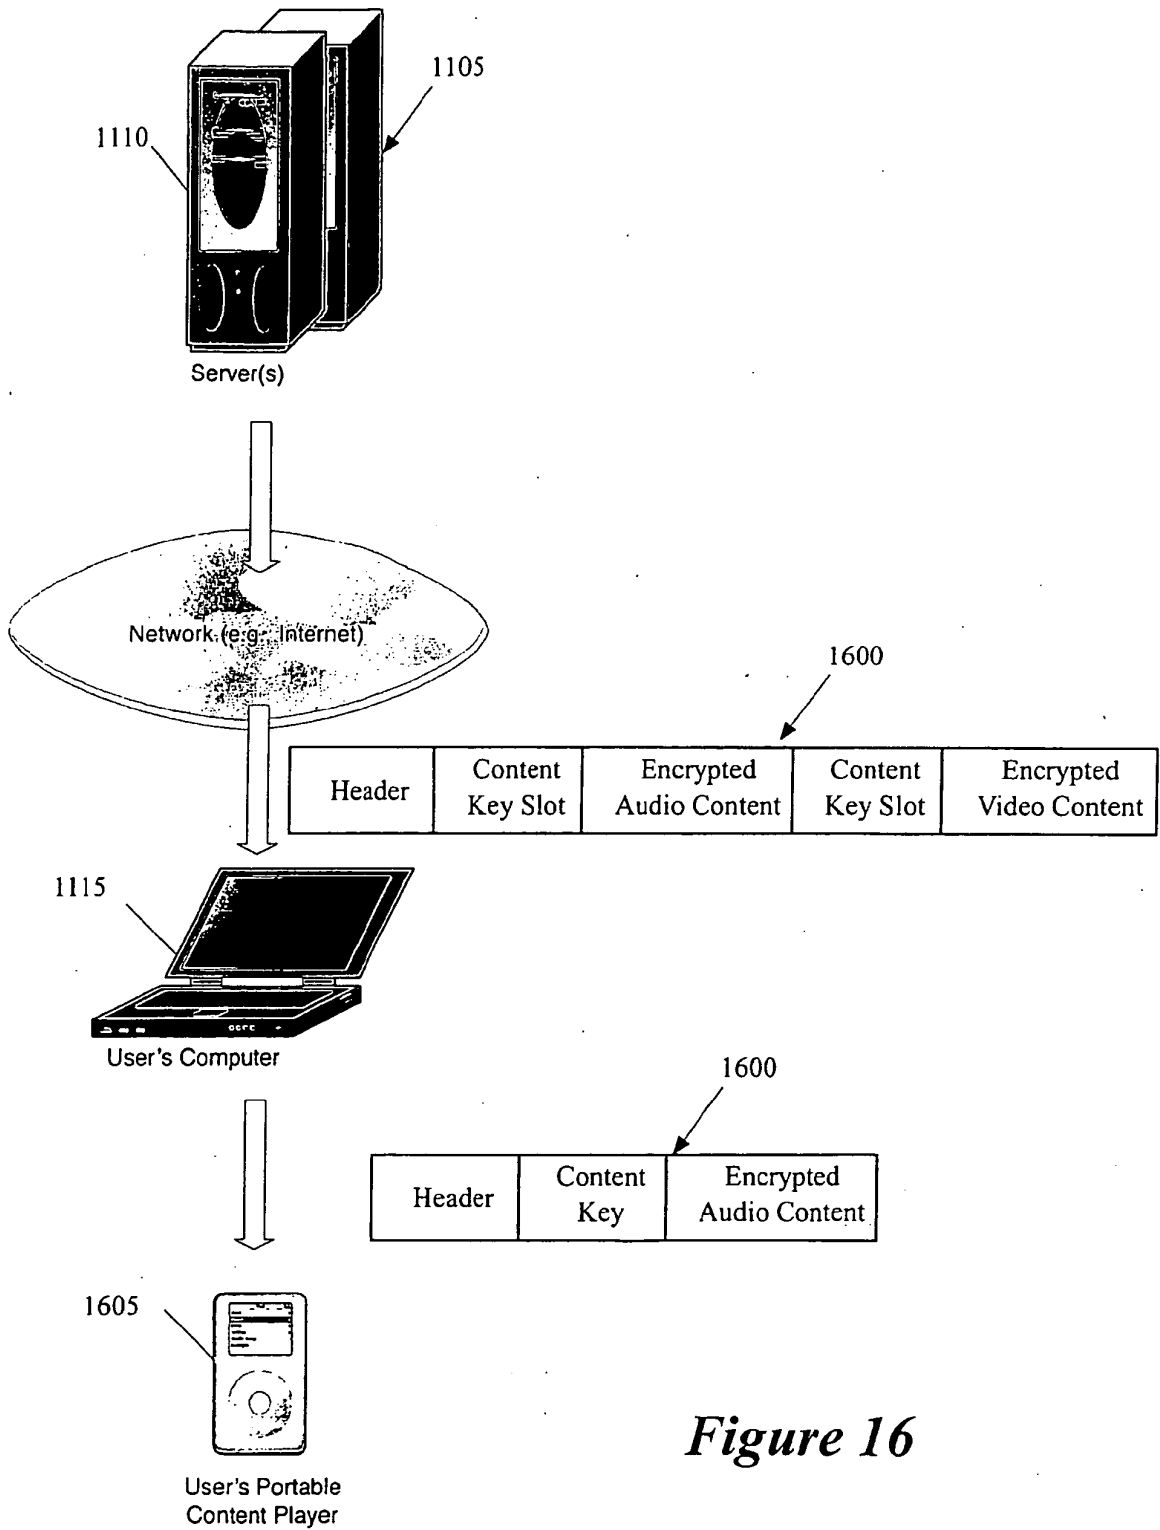 1105
1110
Server(s)
Network (e.g. Internet)
1600
Header
Content
Key Slot
Encrypted
Audio Content
Content
Key Slot
Encrypted
Video Content
1115
User's Computer
1600
Header
Content
Key
Encrypted
Audio Content
1605
Figure 16
User's Portable
Content Player